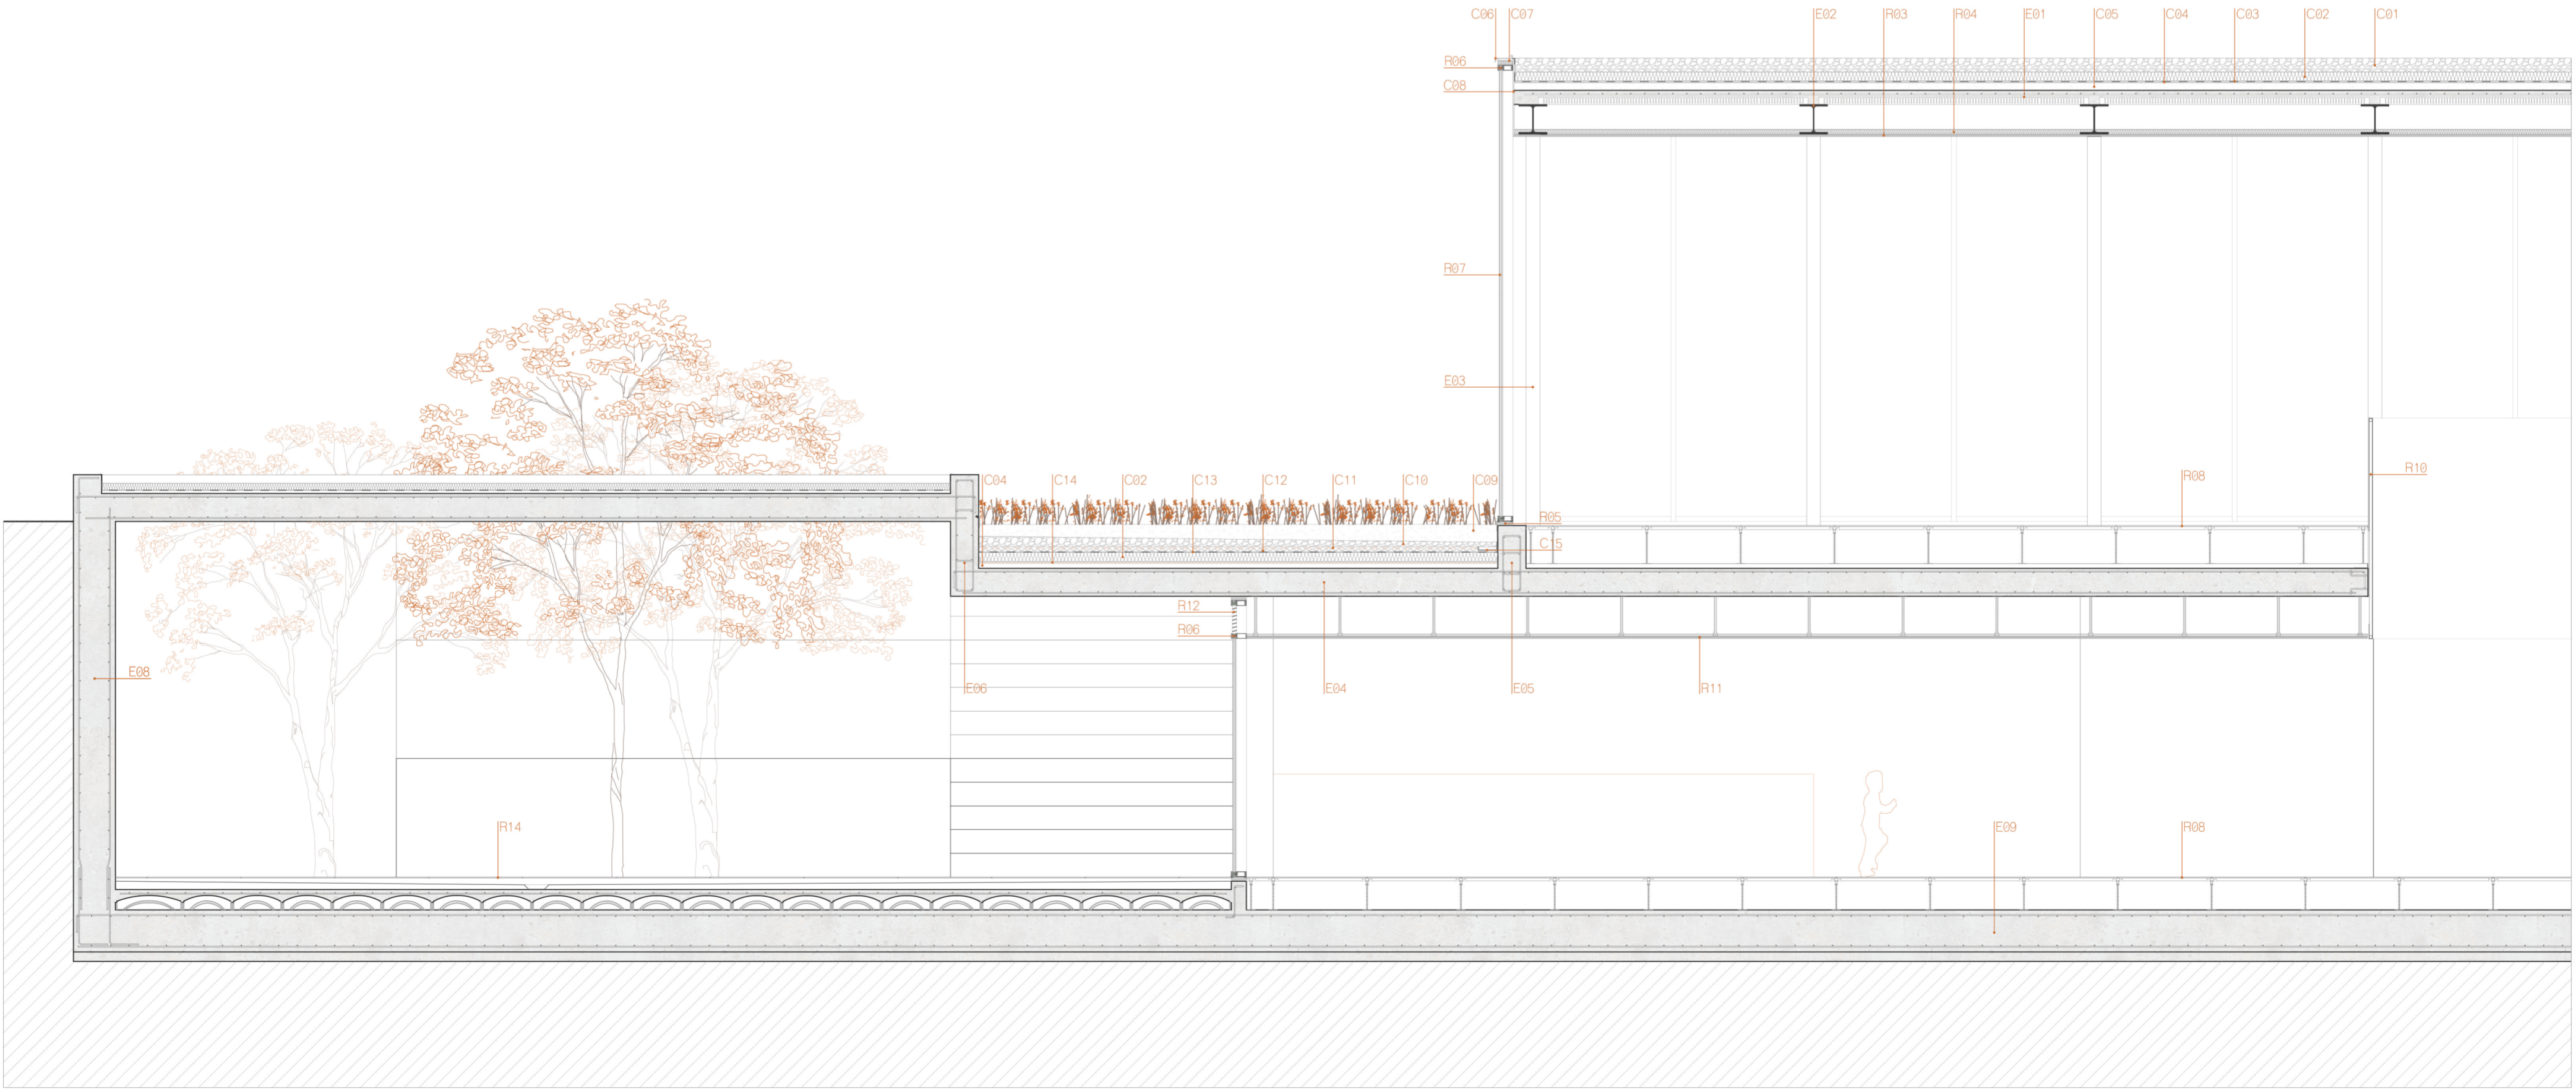 C06 C07 E02 R03 R04 E01 C05 C04 C03 C02 C01
R06
C08
R07
E03
R10
C04 C14 C02 C13 C12 C11 C10 C09 R08
R05
C15
R12
R06
E08
E06 E04 E05 R11
R14 E09 R08